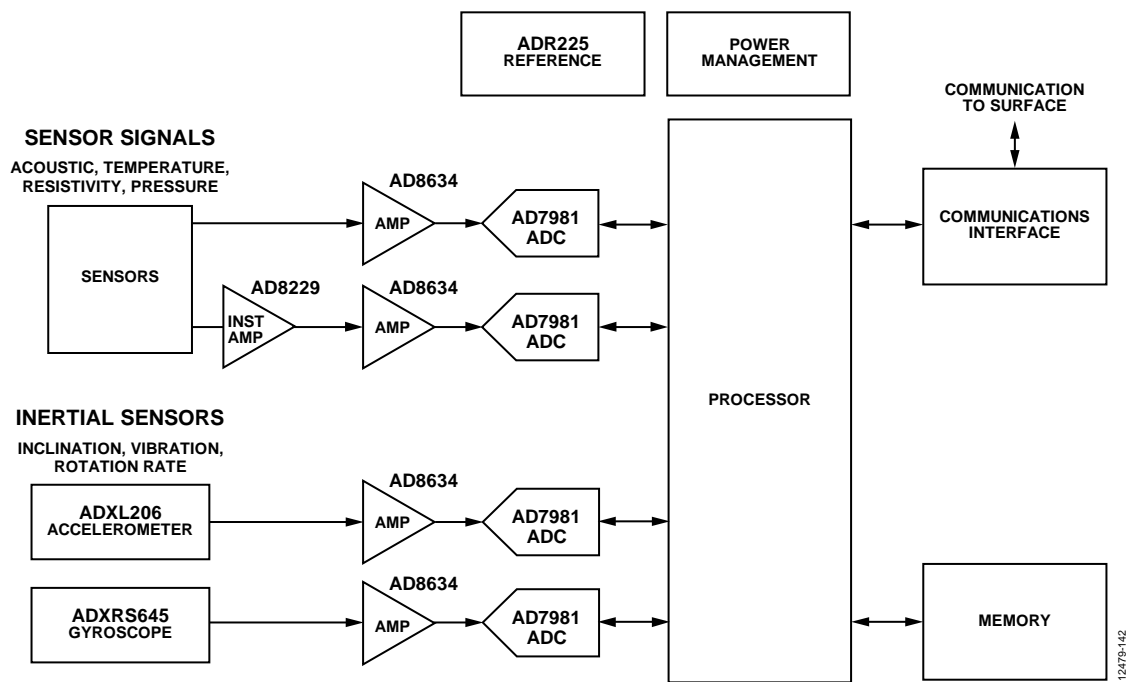 ADR225
REFERENCE
POWER
MANAGEMENT
COMMUNICATION
TO SURFACE
SENSOR SIGNALS
ACOUSTIC, TEMPERATURE,
RESISTIVITY, PRESSURE
SENSORS
AD8634
AMP
AD7981
ADC
COMMUNICATIONS
INTERFACE
AD8229
INST
AMP
AD8634
AMP
AD7981
ADC
PROCESSOR
INERTIAL SENSORS
INCLINATION, VIBRATION,
ROTATION RATE
ADXL206
ACCELEROMETER
AD8634
AMP
AD7981
ADC
ADXRS645
GYROSCOPE
AD8634
AMP
AD7981
ADC
MEMORY
12479-142